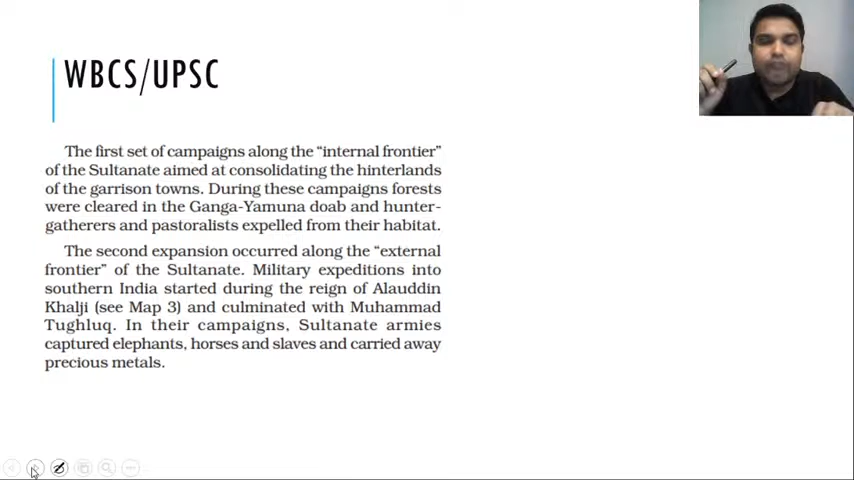 WBCS/UPSC
The first set of campaigns along the “internal frontier”
of the Sultanate aimed at consolidating the hinterlands
of the garrison towns. During these campaigns forests
were cleared in the Ganga-Yamuna doab and hunter-
gatherers and pastoralists expelled from their habitat.
The second expansion occurred along the “external
frontier” of the Sultanate. Military expeditions into
southern India started during the reign of Alauddin
Khalji (see Map 3) and culminated with Muhammad
Tughluq. In their campaigns, Sultanate armies
captured elephants, horses and slaves and carried away
precious metals.